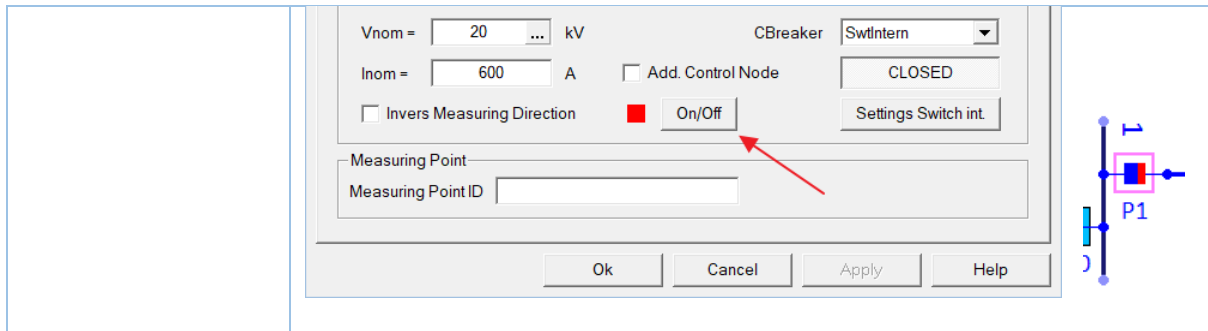 Vnom = 20 ... kV CBreaker SwtIntern
Inom = 600 A Add. Control Node CLOSED
Invers Measuring Direction On/Off Settings Switch int.
Measuring Point
Measuring Point ID
Ok Cancel Apply Help
1
P1